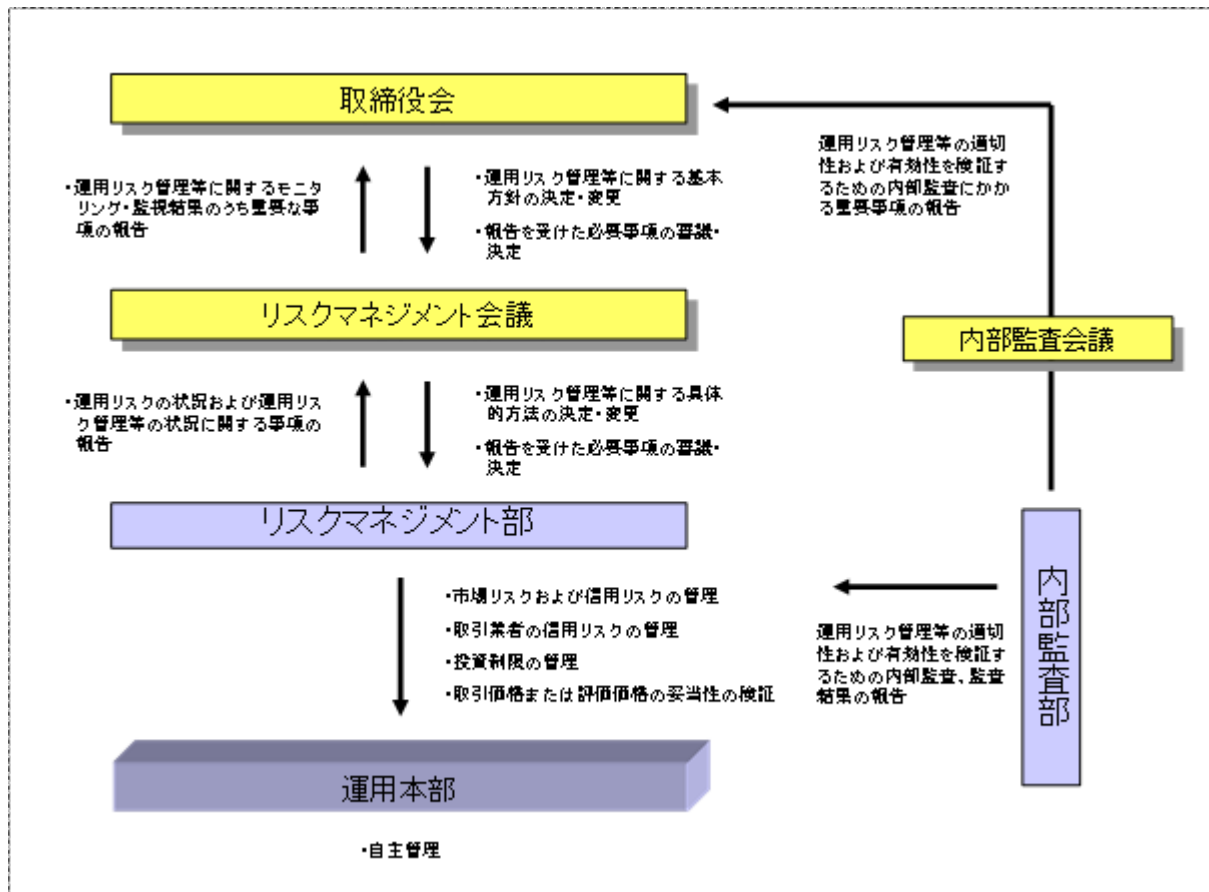 取締役会
・運用リスク管理等に関するモニ
タリング・監視結果のうち重要な事
項の報告
・運用リスク管理等に関する基本
方針の決定・変更
・報告を受けた必要事項の審議・
決定
運用リスク管理等の適切
性および有効性を検証す
るための内部監査にかか
る重要事項の報告
リスクマネジメント会議
内部監査会議
・運用リスクの状況および運用リス
ク管理等の状況に関する事項の
報告
・運用リスク管理等に関する具体
的方法の決定・変更
・報告を受けた必要事項の審議・
決定
リスクマネジメント部
内部監査部
・市場リスクおよび信用リスクの管理
・取引業者の信用リスクの管理
・投資制限の管理
・取引価格または評価価格の妥当性の検証
運用リスク管理等の適切
性および有効性を検証す
るための内部監査、監査
結果の報告
運用本部
・自主管理